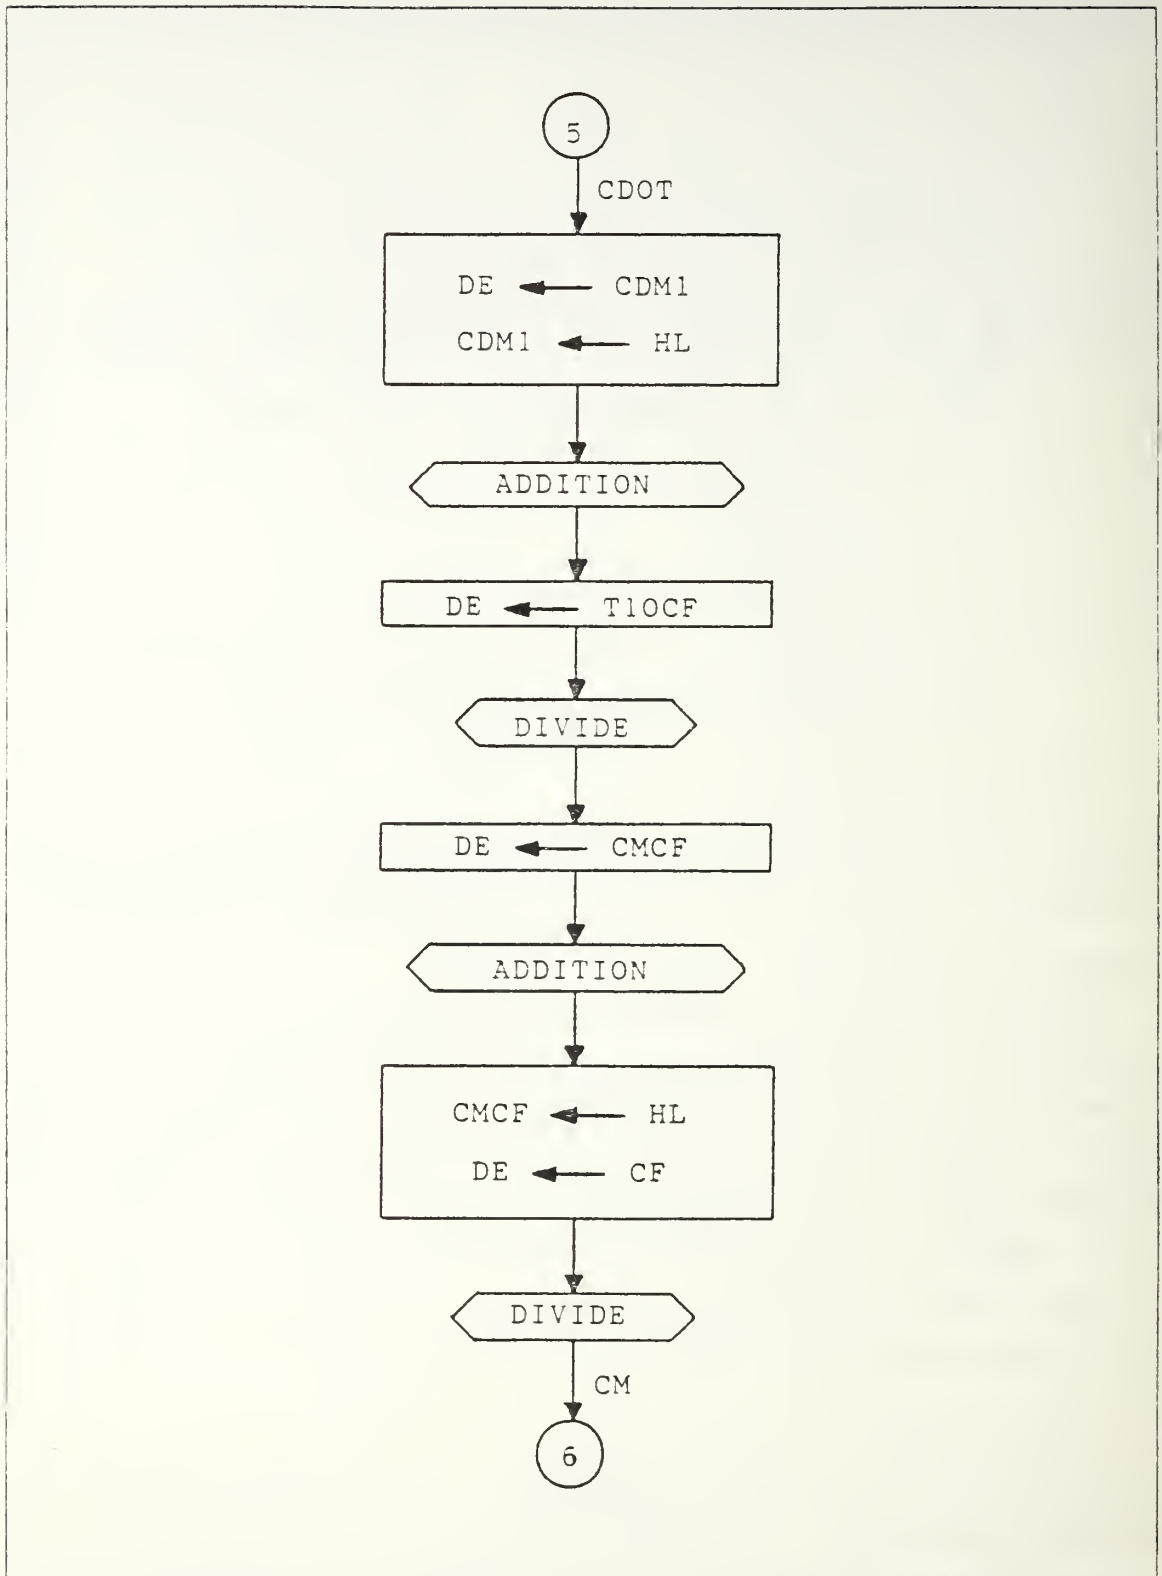 5
CDOT
DE ← CDM1
CDM1 ← HL
ADDITION
DE ← T10CF
DIVIDE
DE ← CMCF
ADDITION
CMCF ← HL
DE ← CF
DIVIDE
CM
6